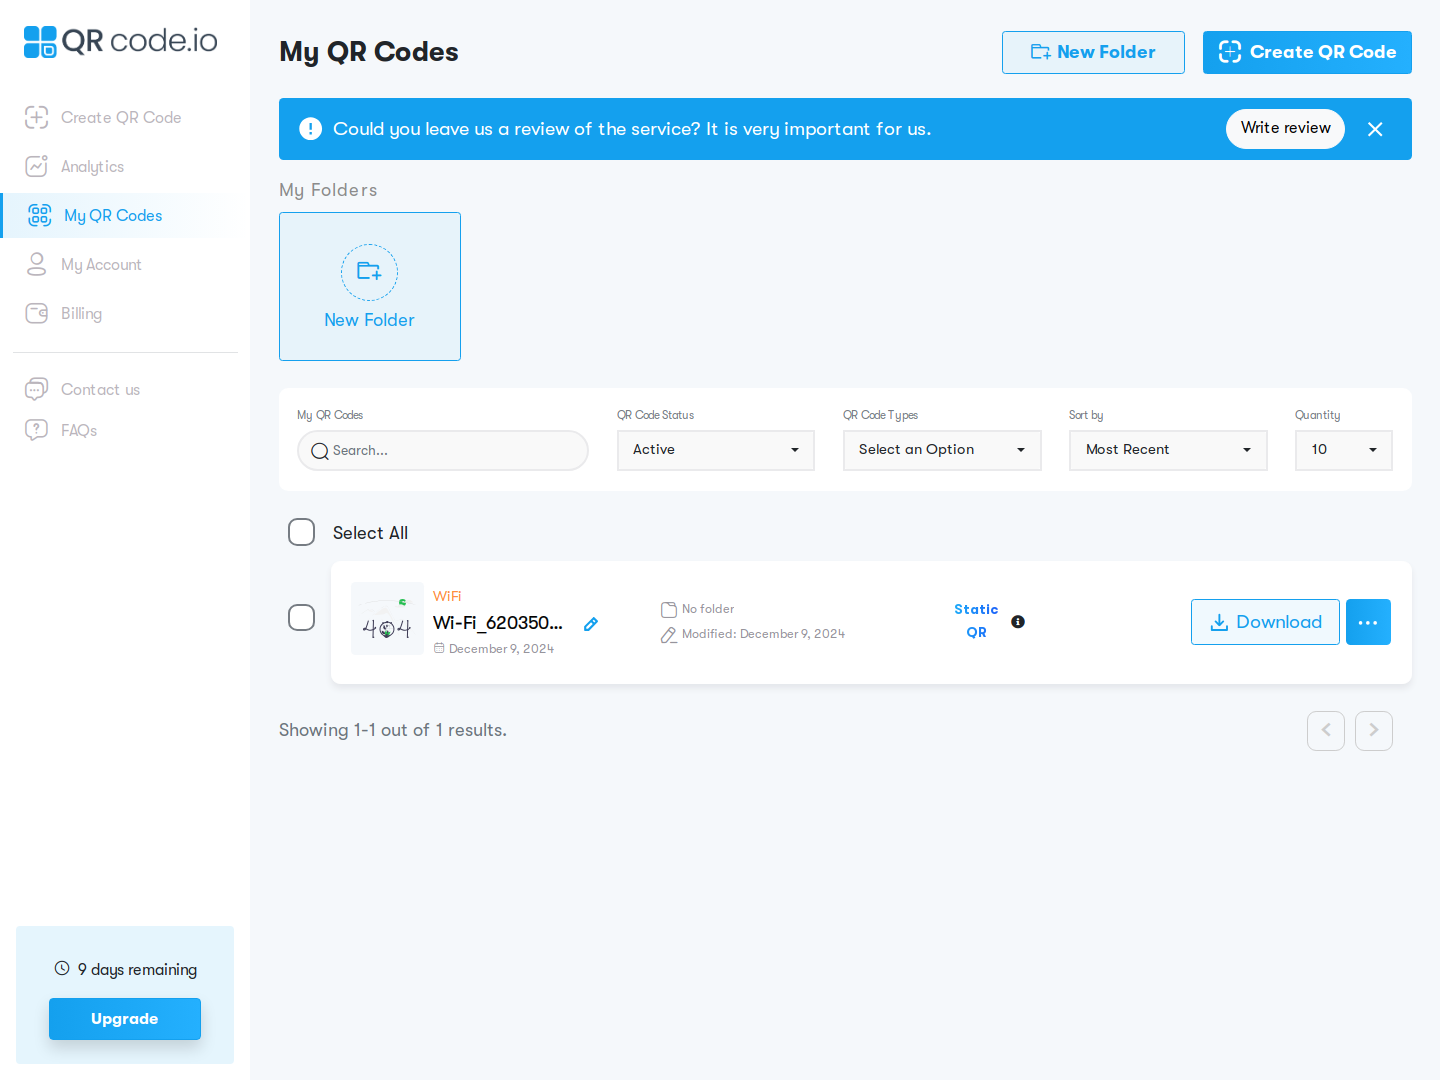 QR code.io
Create QR Code
Analytics
My QR Codes
My Account
Billing
Contact us
FAQs
9 days remaining
Upgrade
My QR Codes
New Folder
Create QR Code
Could you leave us a review of the service? It is very important for us.
Write review
My Folders
New Folder
My QR Codes
Search...
QR Code Status
Active
QR Code Types
Select an Option
Sort by
Most Recent
Quantity
10
Select All
404
WiFi
Wi-Fi_620350...
December 9, 2024
No folder
Modified: December 9, 2024
Static
QR
Download
Showing 1-1 out of 1 results.